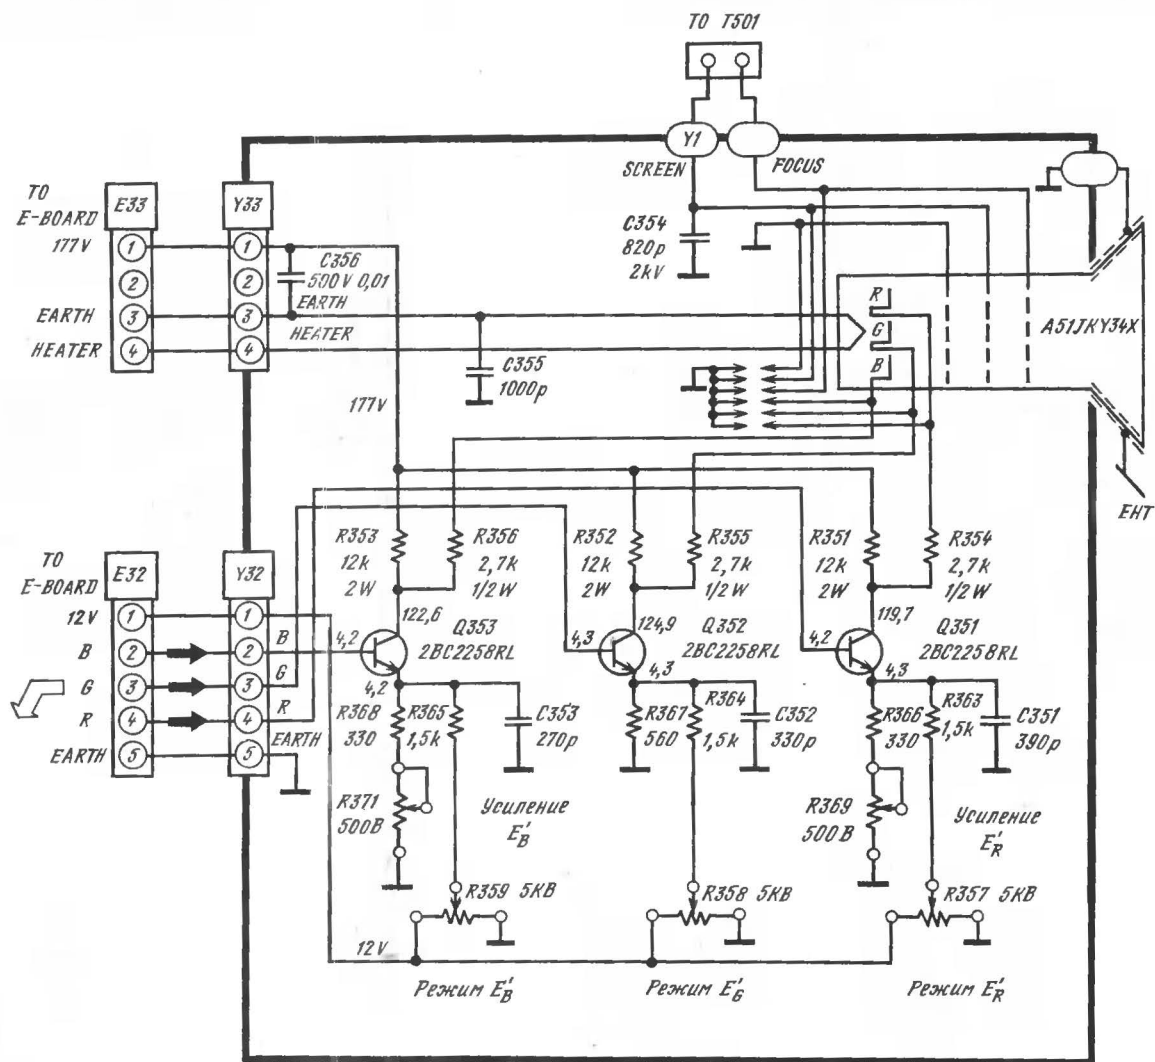 TO T501
Y1
SCREEN
FOCUS
TO
E-BOARD
E33
Y33
177V
1
1
C356
500V 0,01
2
2
EARTH
EARTH
3
3
HEATER
HEATER
4
4
C354
820p
2kV
C355
1000p
R
G
B
A51JKY34X
EHT
177V
R353
12k
2W
R356
2,7k
1/2W
R352
12k
2W
R355
2,7k
1/2W
R351
12k
2W
R354
2,7k
1/2W
TO
E-BOARD
E32
Y32
12V
1
1
B
2
2
B
G
3
3
G
R
4
4
R
EARTH
5
5
EARTH
122,6
4,2
Q353
2BC2258RL
4,2
124,9
4,3
Q352
2BC2258RL
4,3
119,7
4,2
Q351
2BC2258RL
4,3
R368
330
R365
1,5k
C353
270p
R367
560
R364
1,5k
C352
330p
R366
330
R363
1,5k
C351
390p
R371
500B
Усиление
E'B
R369
500B
Усиление
E'R
R359 5KB
R358 5KB
R357 5KB
12V
Режим E'B
Режим E'G
Режим E'R